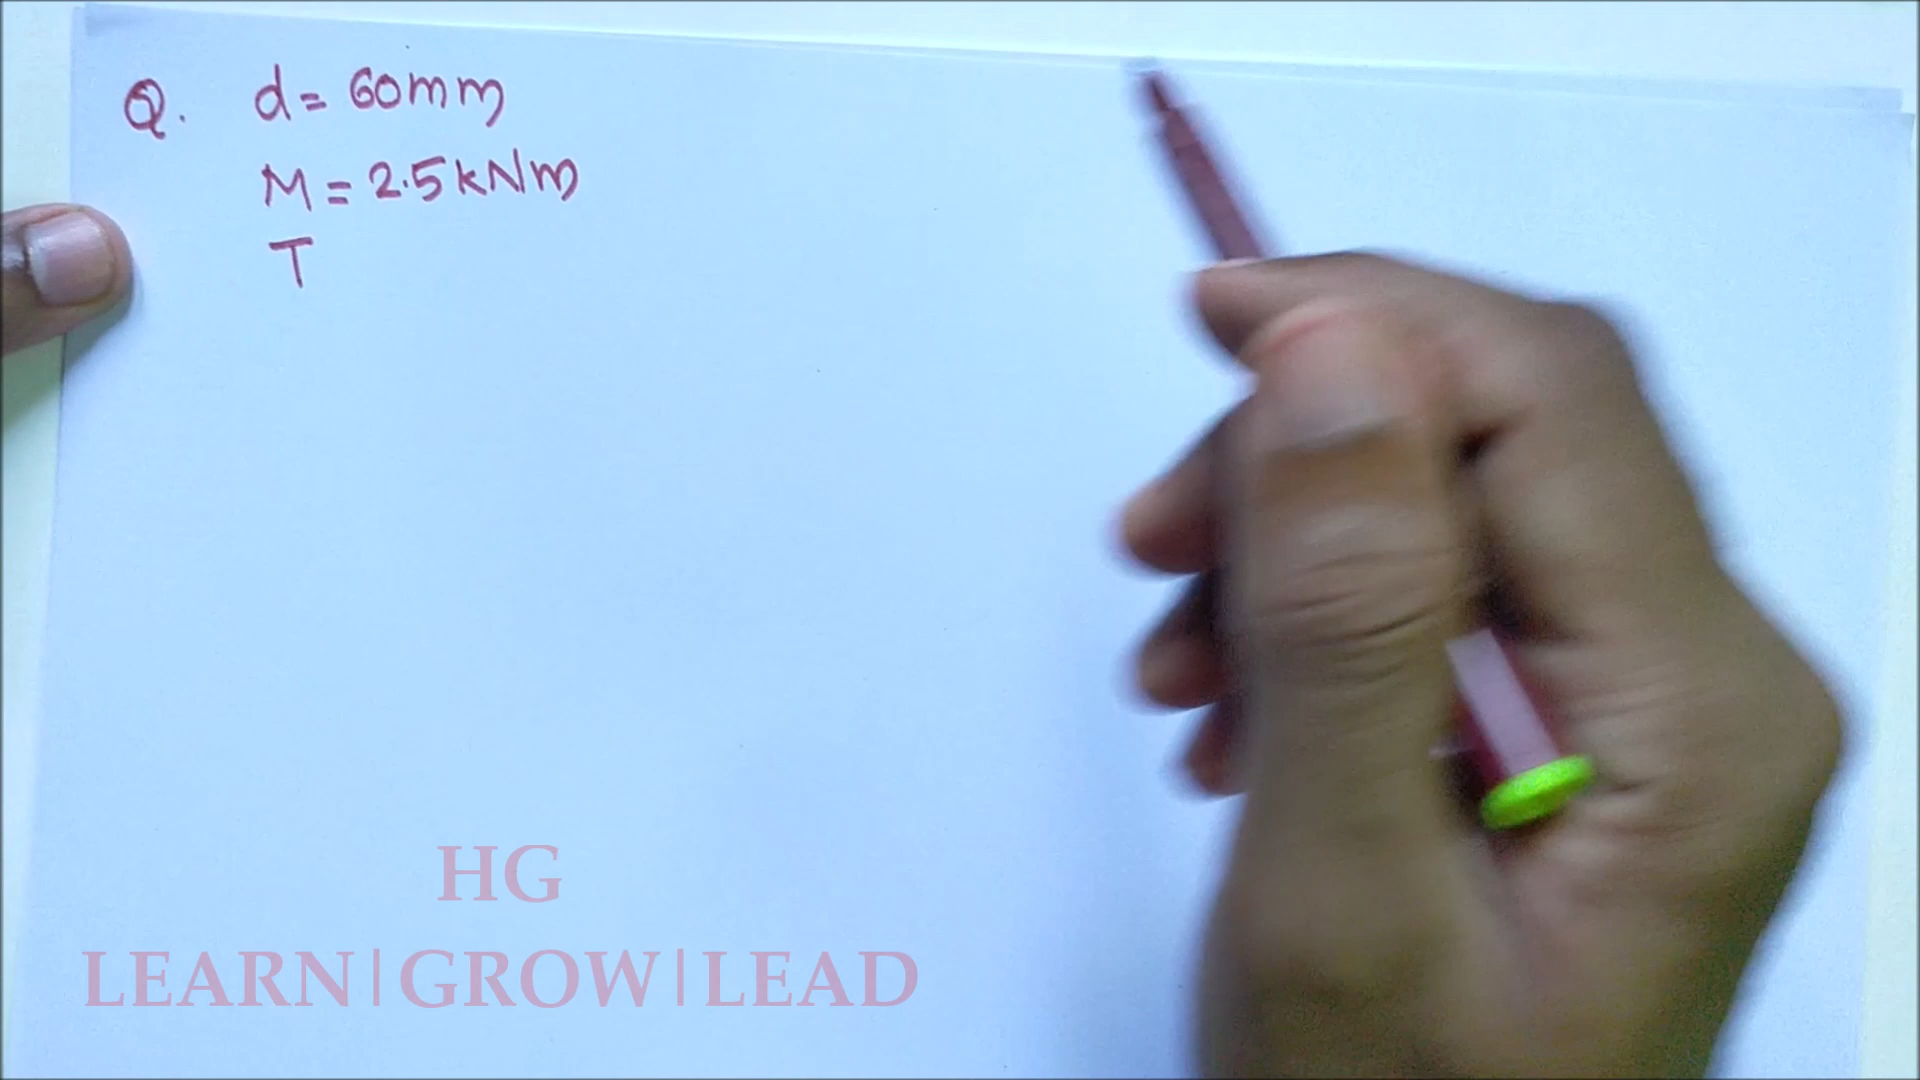 Q. d = 60mm
M = 2.5 kNm
T
HG
LEARN|GROW|LEAD